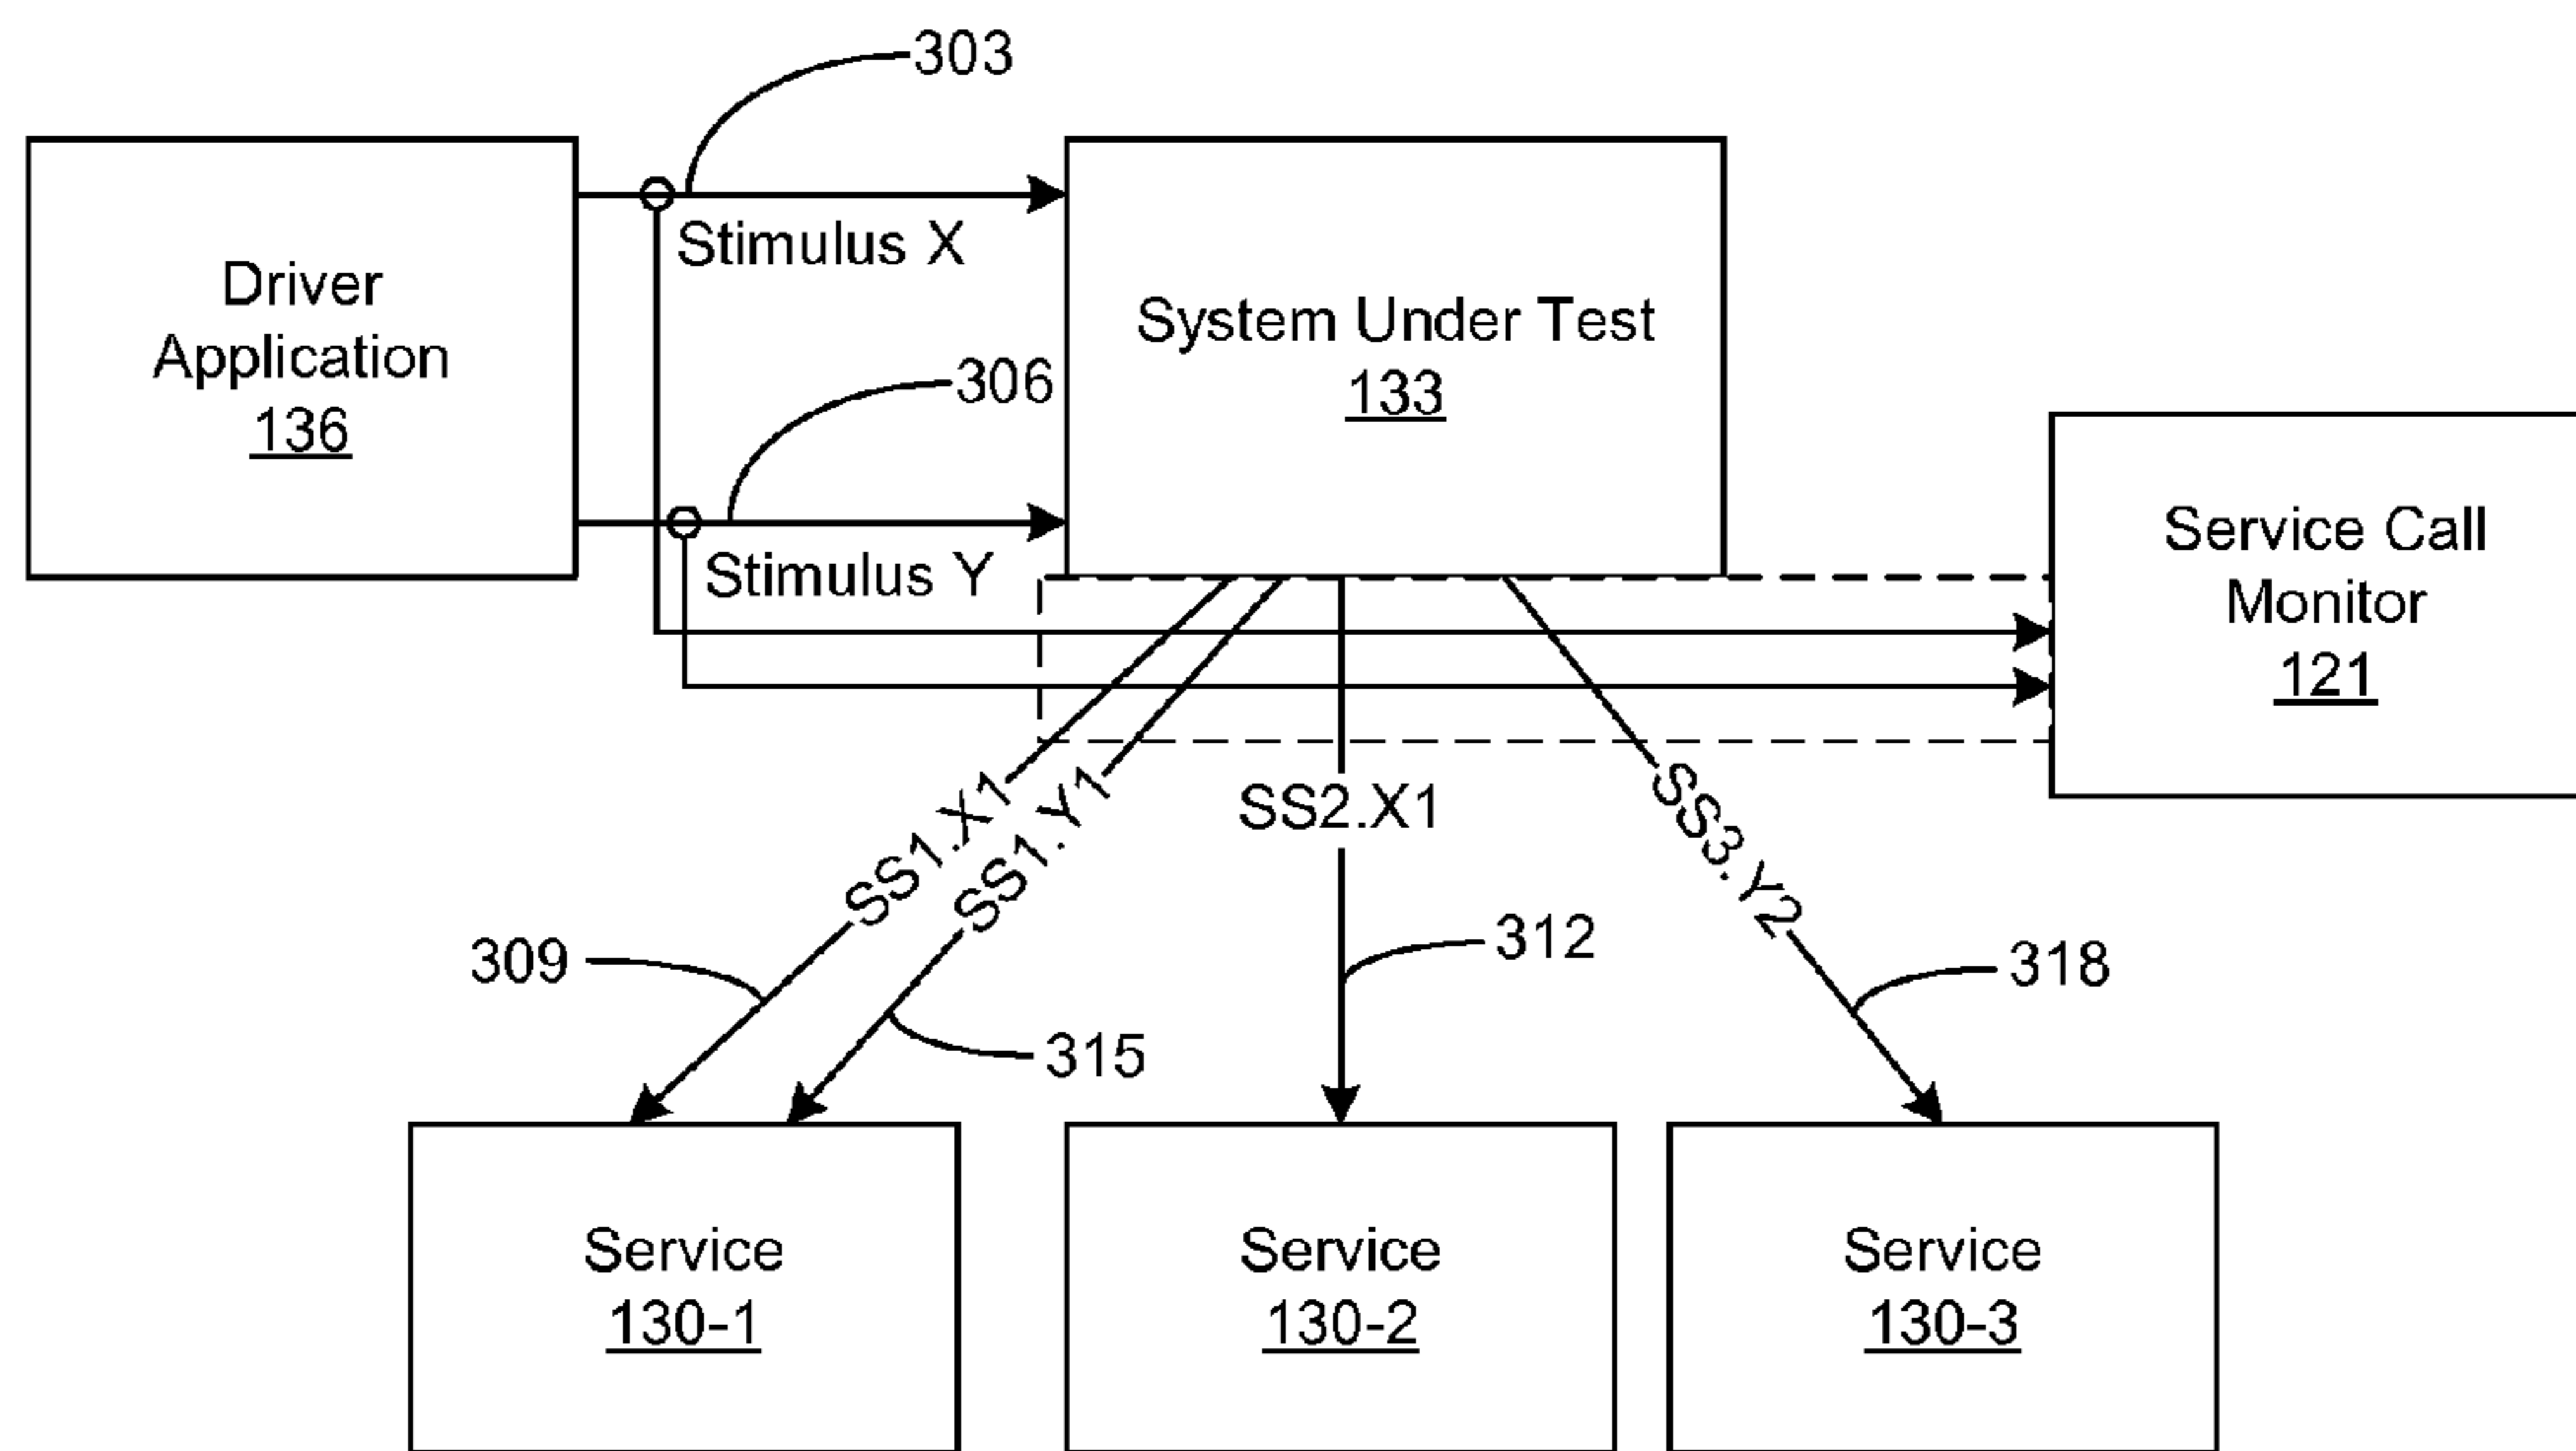 303
Driver
Application
136
Stimulus X
System Under Test
133
306
Stimulus Y
Service Call
Monitor
121
SS1.X1
SS1.Y1
SS2.X1
SS3.Y2
309
315
312
318
Service
130-1
Service
130-2
Service
130-3